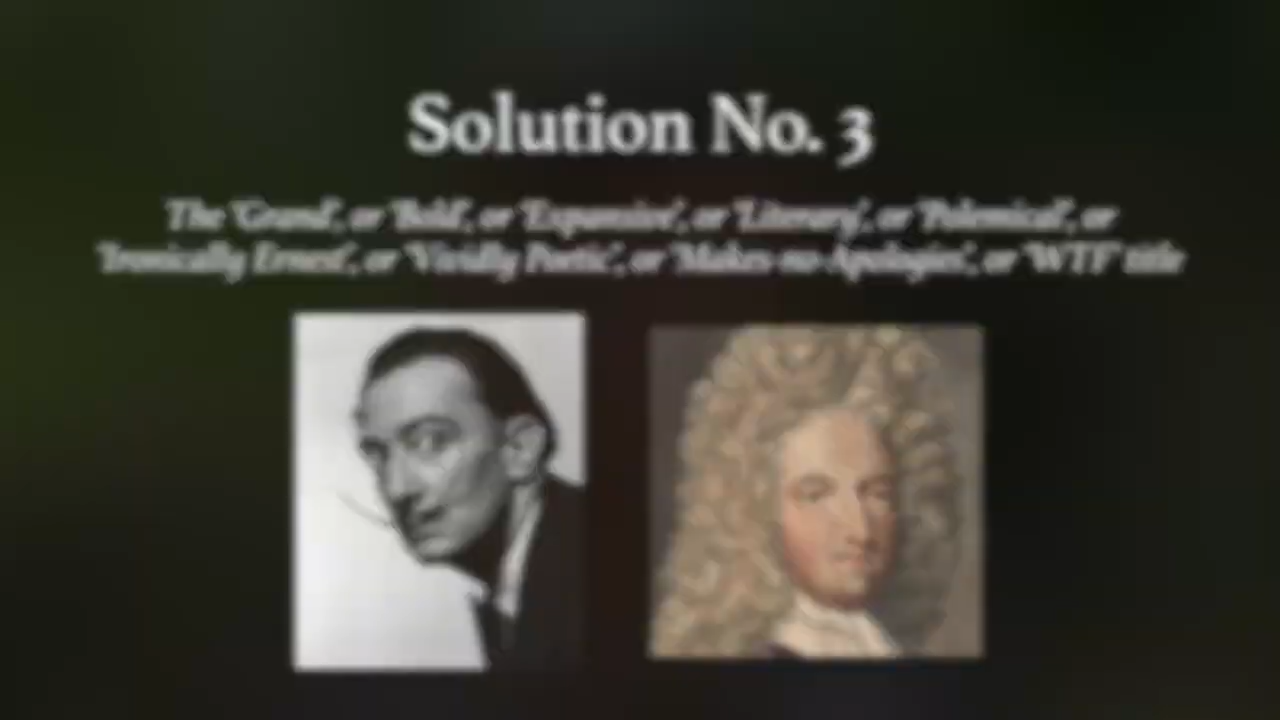 Solution No. 3
The 'Grand', or 'Bold', or 'Expansive', or 'Literary', or 'Polemical', or
'Ironically Ernest', or 'Vividly Poetic', or 'Makes-no-Apologies', or 'WTF' title